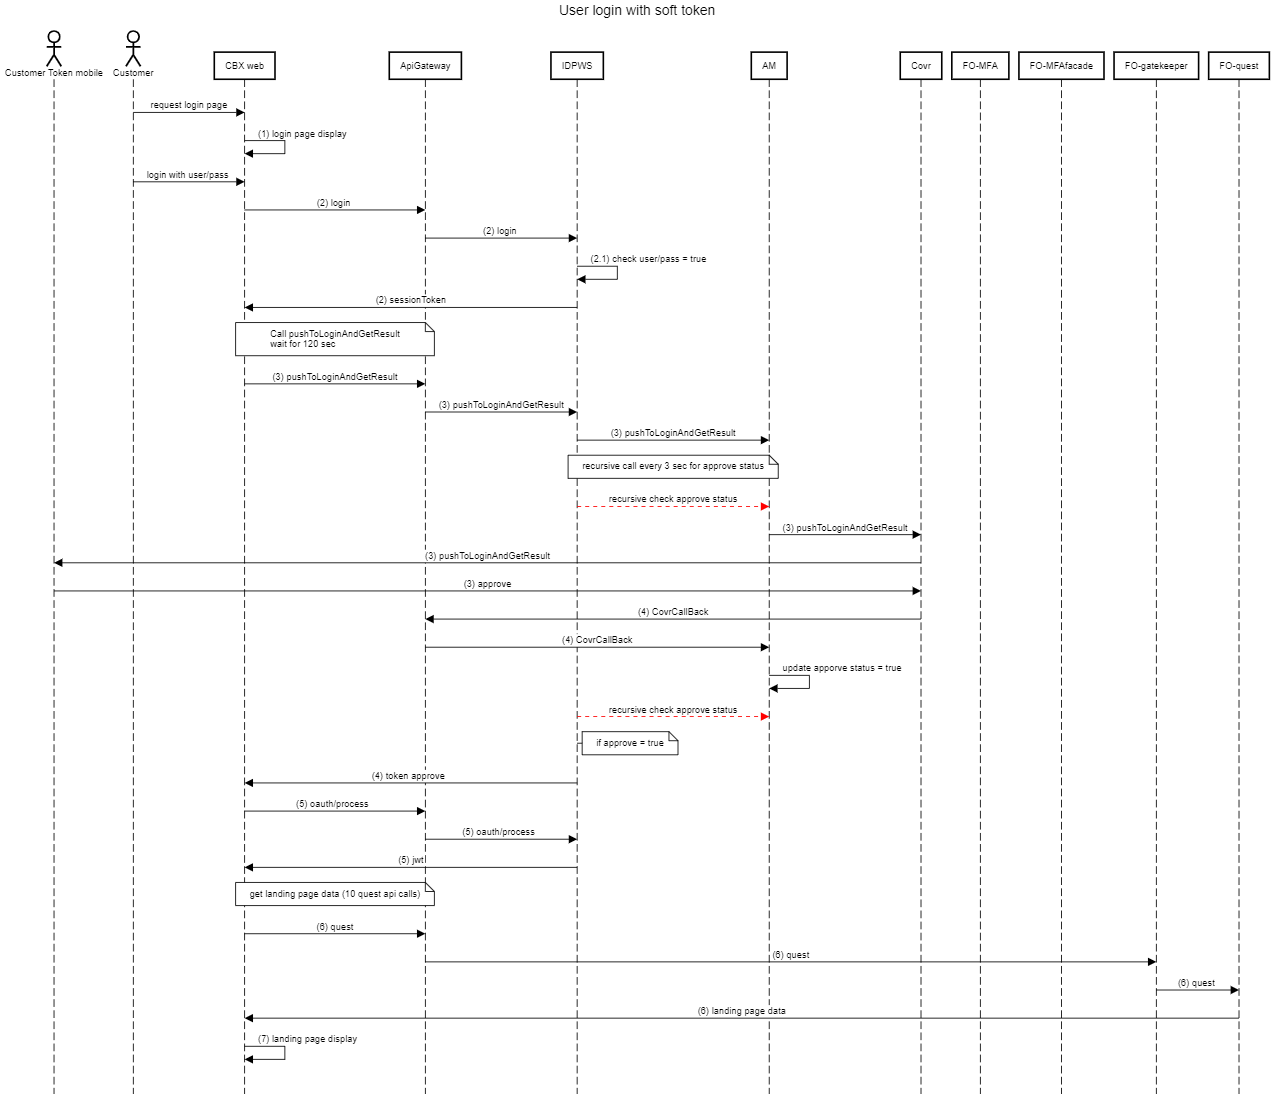 User login with soft token
Customer Token mobile
Customer
CBX web
ApiGateway
IDPWS
AM
Covr
FO-MFA
FO-MFAfacade
FO-gatekeeper
FO-quest
request login page
(1) login page display
login with user/pass
(2) login
(2) login
(2.1) check user/pass = true
(2) sessionToken
Call pushToLoginAndGetResult
wait for 120 sec
(3) pushToLoginAndGetResult
(3) pushToLoginAndGetResult
(3) pushToLoginAndGetResult
recursive call every 3 sec for approve status
recursive check approve status
(3) pushToLoginAndGetResult
(3) pushToLoginAndGetResult
(3) approve
(4) CovrCallBack
(4) CovrCallBack
update apporve status = true
recursive check approve status
if approve = true
(4) token approve
(5) oauth/process
(5) oauth/process
(5) jwt
get landing page data (10 quest api calls)
(6) quest
(6) quest
(6) quest
(6) landing page data
(7) landing page display